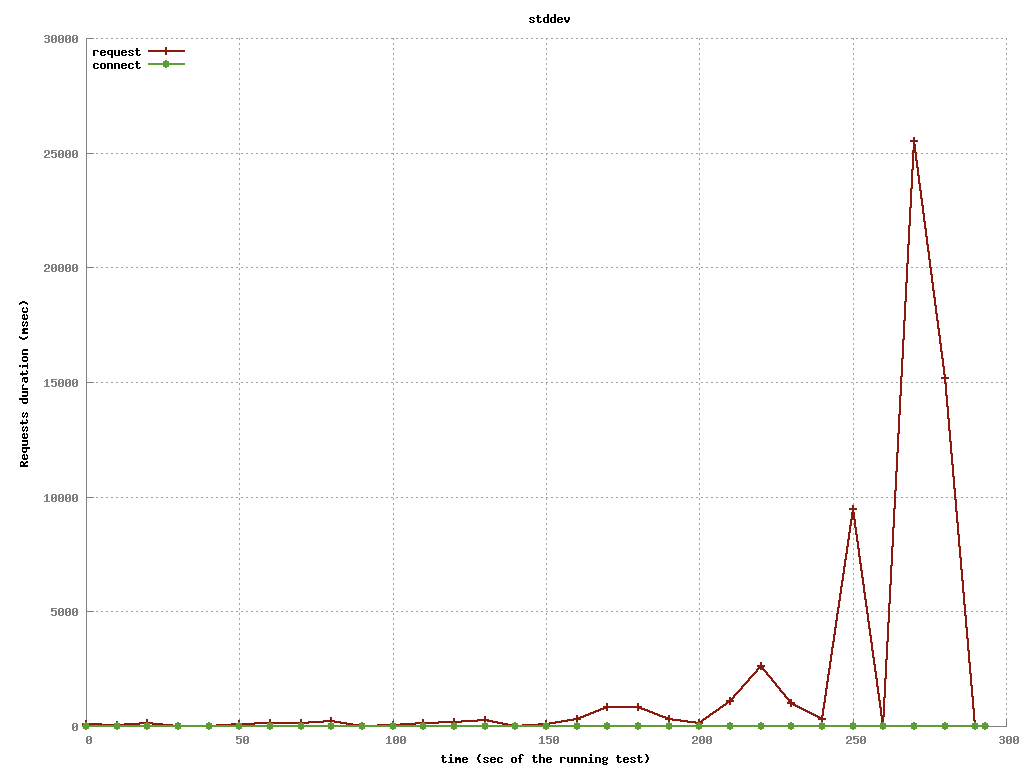 stddev
30000
request
connect
25000
20000
Requests duration (msec)
15000
10000
5000
0
0 50 100 150 200 250 300
time (sec of the running test)